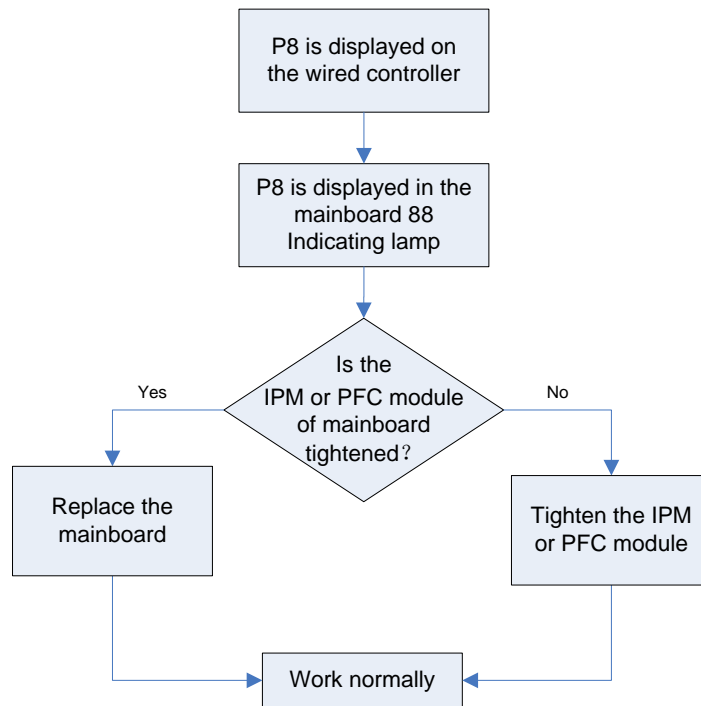 P8 is displayed on
the wired controller
P8 is displayed in the
mainboard 88
Indicating lamp
Is the
IPM or PFC module
of mainboard
tightened？
Yes
No
Replace the
mainboard
Tighten the IPM
or PFC module
Work normally